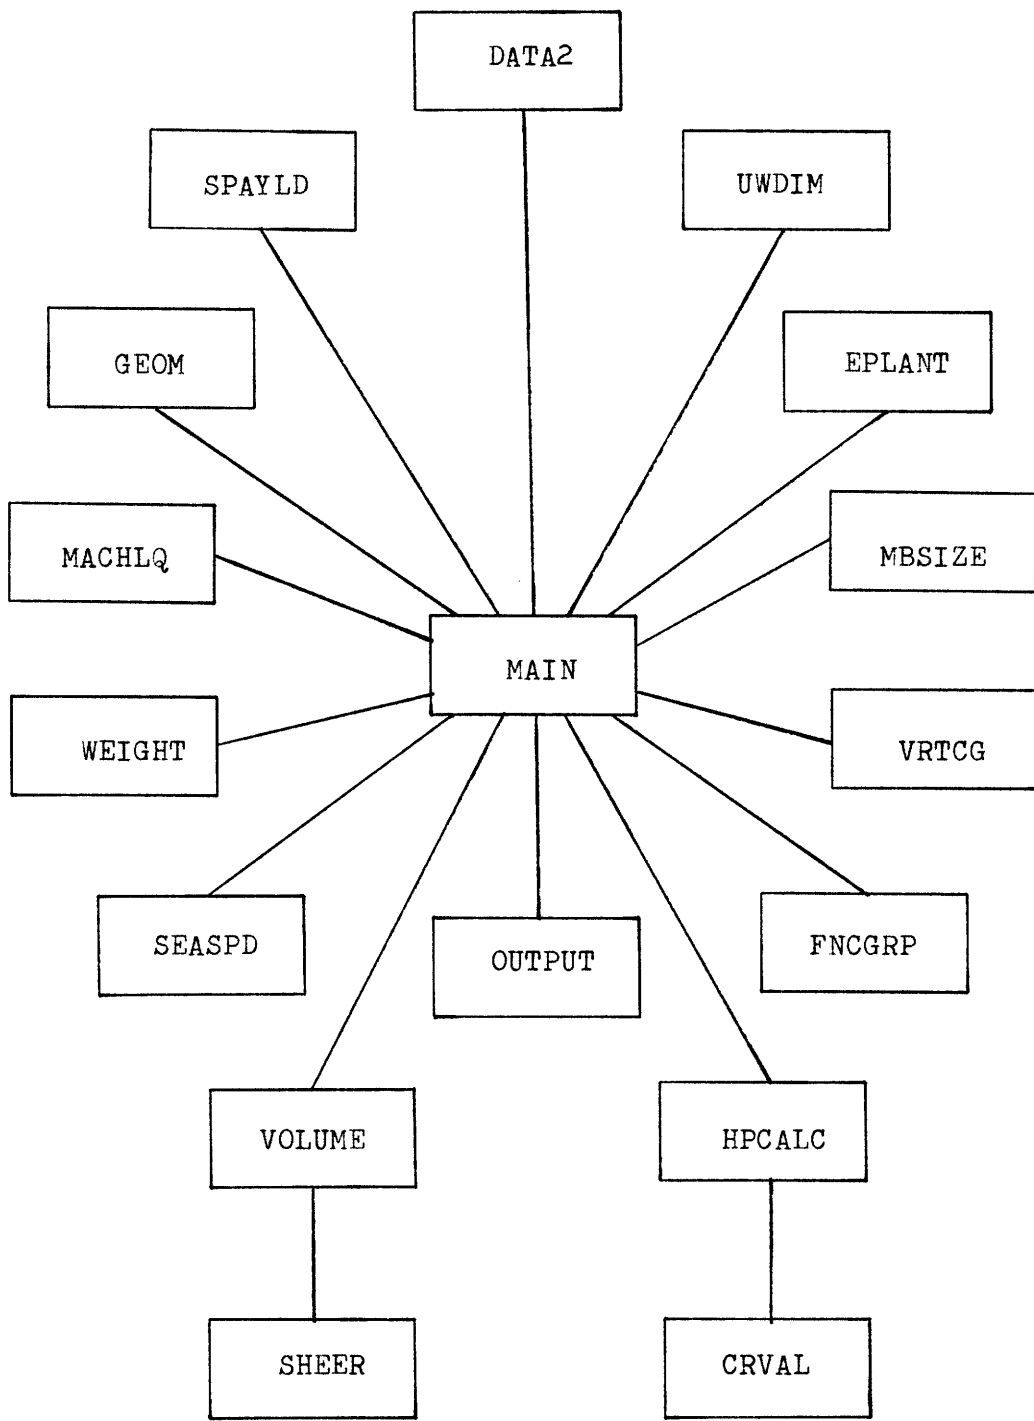 DATA2
SPAYLD
UWDIM
GEOM
EPLANT
MACHLQ
MBSIZE
MAIN
WEIGHT
VRTCG
SEASPD
OUTPUT
FNCGRP
VOLUME
HPCALC
SHEER
CRVAL